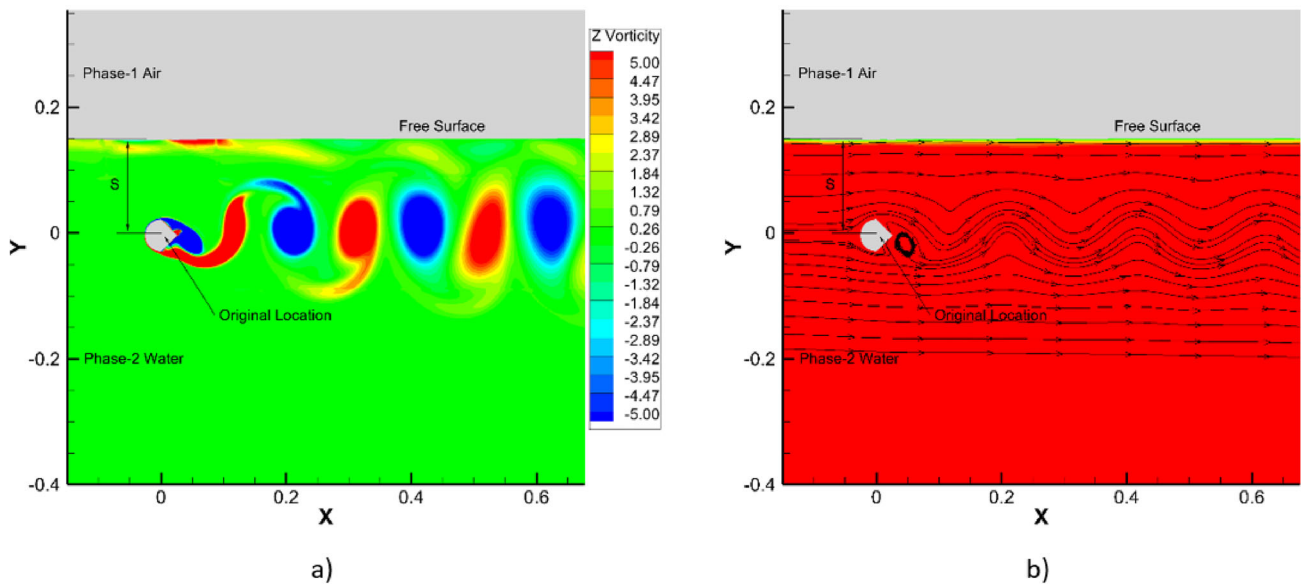 Z Vorticity
Phase-1 Air
0.2
Free Surface
S
0
Y
Original Location
-0.2
Phase-2 Water
-0.4
0
0.2
0.4
0.6
X
5.00
4.47
3.95
3.42
2.89
2.37
1.84
1.32
0.79
0.26
-0.26
-0.79
-1.32
-1.84
-2.37
-2.89
-3.42
-3.95
-4.47
-5.00
a)
Phase-1 Air
0.2
Free Surface
S
0
Y
Original Location
-0.2
Phase-2 Water
-0.4
0
0.2
0.4
0.6
X
b)